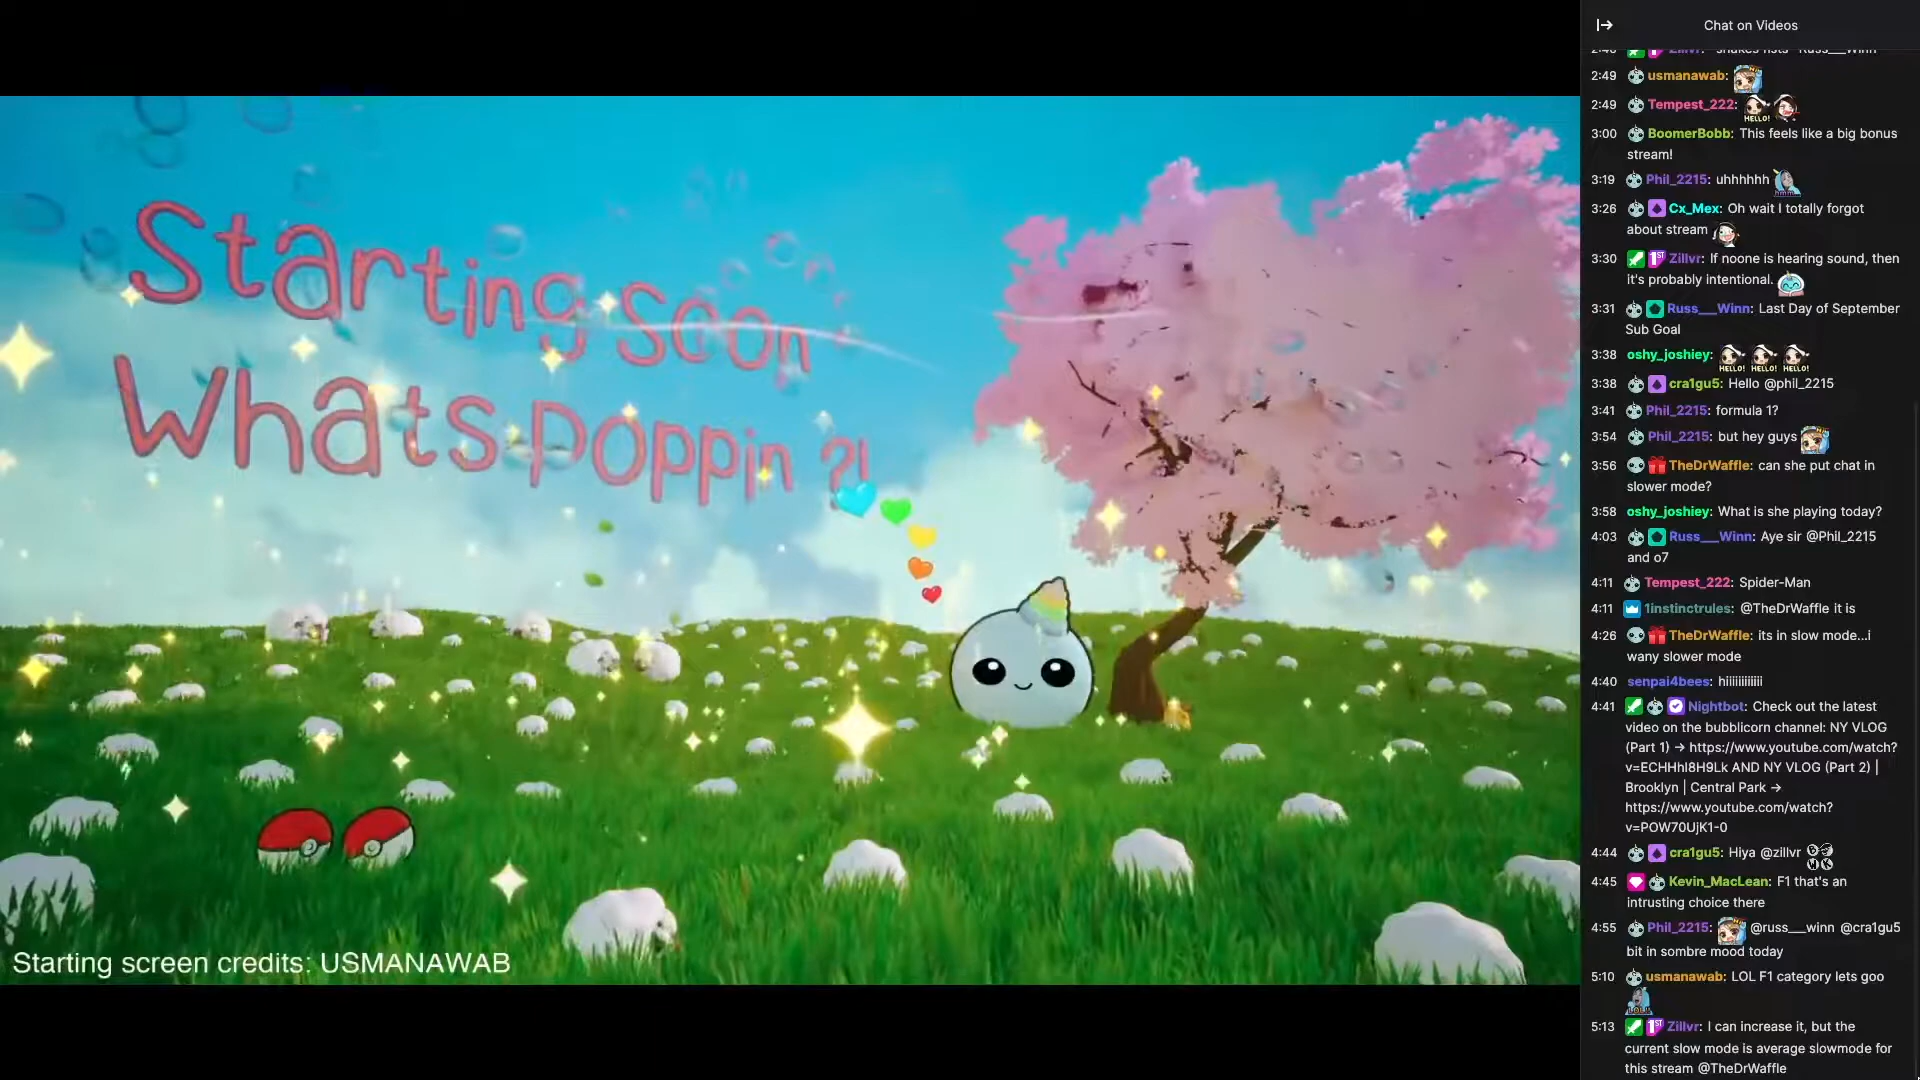 Starting soon
Whats poppin ?!
Starting screen credits: USMANAWAB
Chat on Videos
2:49 usmanawab:
2:49 Tempest_222: HELLO!
3:00 BoomerBobb: This feels like a big bonus
stream!
3:19 Phil_2215: uhhhhhh
3:26 Cx_Mex: Oh wait I totally forgot
about stream
3:30 1ST Zillvr: If noone is hearing sound, then
it's probably intentional.
3:31 Russ___Winn: Last Day of September
Sub Goal
3:38 oshy_joshiey: HELLO! HELLO! HELLO!
3:38 cra1gu5: Hello @phil_2215
3:41 Phil_2215: formula 1?
3:54 Phil_2215: but hey guys
3:56 TheDrWaffle: can she put chat in
slower mode?
3:58 oshy_joshiey: What is she playing today?
4:03 Russ___Winn: Aye sir @Phil_2215
and o7
4:11 Tempest_222: Spider-Man
4:11 1instinctrules: @TheDrWaffle it is
4:26 TheDrWaffle: its in slow mode...i
wany slower mode
4:40 senpai4bees: hiiiiiiiiiiiii
4:41 Nightbot: Check out the latest
video on the bubblicorn channel: NY VLOG
(Part 1) → https://www.youtube.com/watch?
v=ECHHhI8H9Lk AND NY VLOG (Part 2) |
Brooklyn | Central Park →
https://www.youtube.com/watch?
v=POW70UjK1-0
4:44 cra1gu5: Hiya @zillvr
4:45 Kevin_MacLean: F1 that's an
intrusting choice there
4:55 Phil_2215: @russ___winn @cra1gu5
bit in sombre mood today
5:10 usmanawab: LOL F1 category lets goo
5:13 1ST Zillvr: I can increase it, but the
current slow mode is average slowmode for
this stream @TheDrWaffle